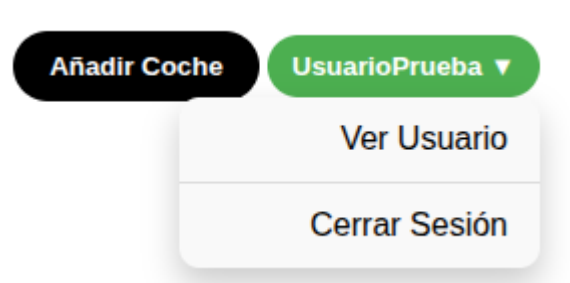 Añadir Coche
UsuarioPrueba ▼
Ver Usuario
Cerrar Sesión